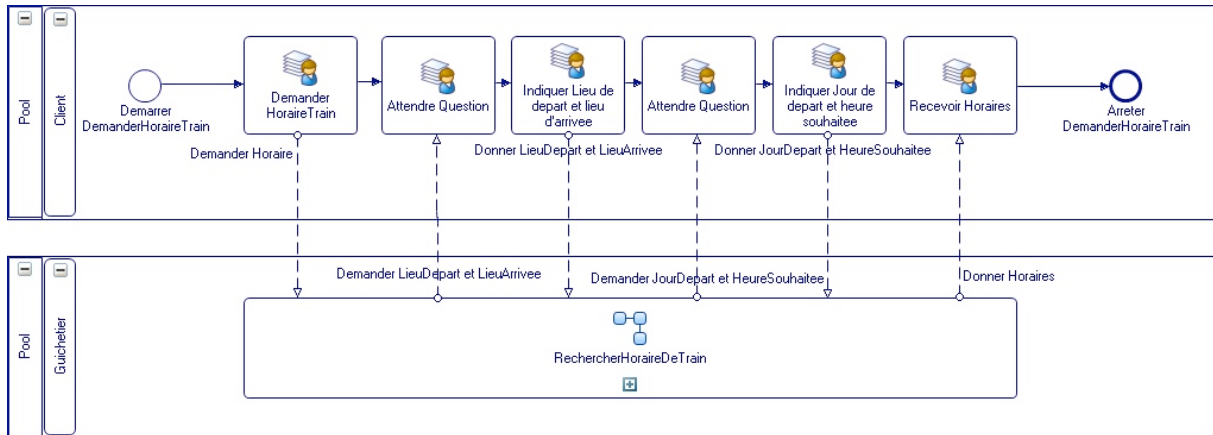 Pool
Client
Demarrer
DemanderHoraireTrain
Demander
HoraireTrain
Attendre Question
Indiquer Lieu de
depart et lieu
d'arrivee
Attendre Question
Indiquer Jour de
depart et heure
souhaitee
Recevoir Horaires
Arreter
DemanderHoraireTrain
Demander Horaire
Donner LieuDepart et LieuArrivee
Donner JourDepart et HeureSouhaitee
Pool
Guichetier
Demander LieuDepart et LieuArrivee
Demander JourDepart et HeureSouhaitee
Donner Horaires
RechercherHoraireDeTrain